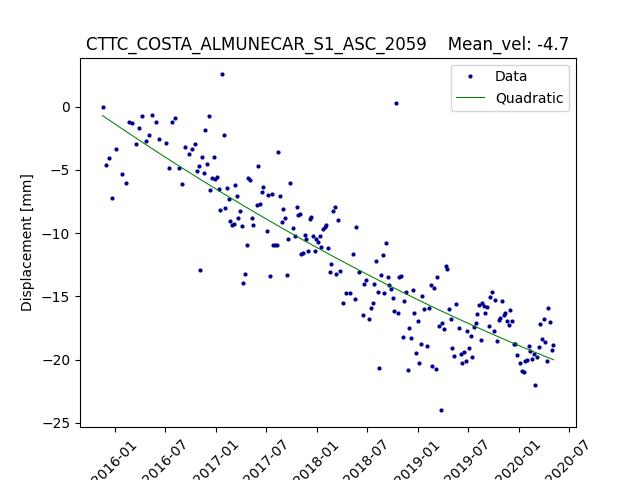 CTTC_COSTA_ALMUNECAR_S1_ASC_2059 Mean_vel: -4.7
Data
Quadratic
0
−5
−10
−15
−20
−25
Displacement [mm]
2016-01 2016-07 2017-01 2017-07 2018-01 2018-07 2019-01 2019-07 2020-01 2020-07